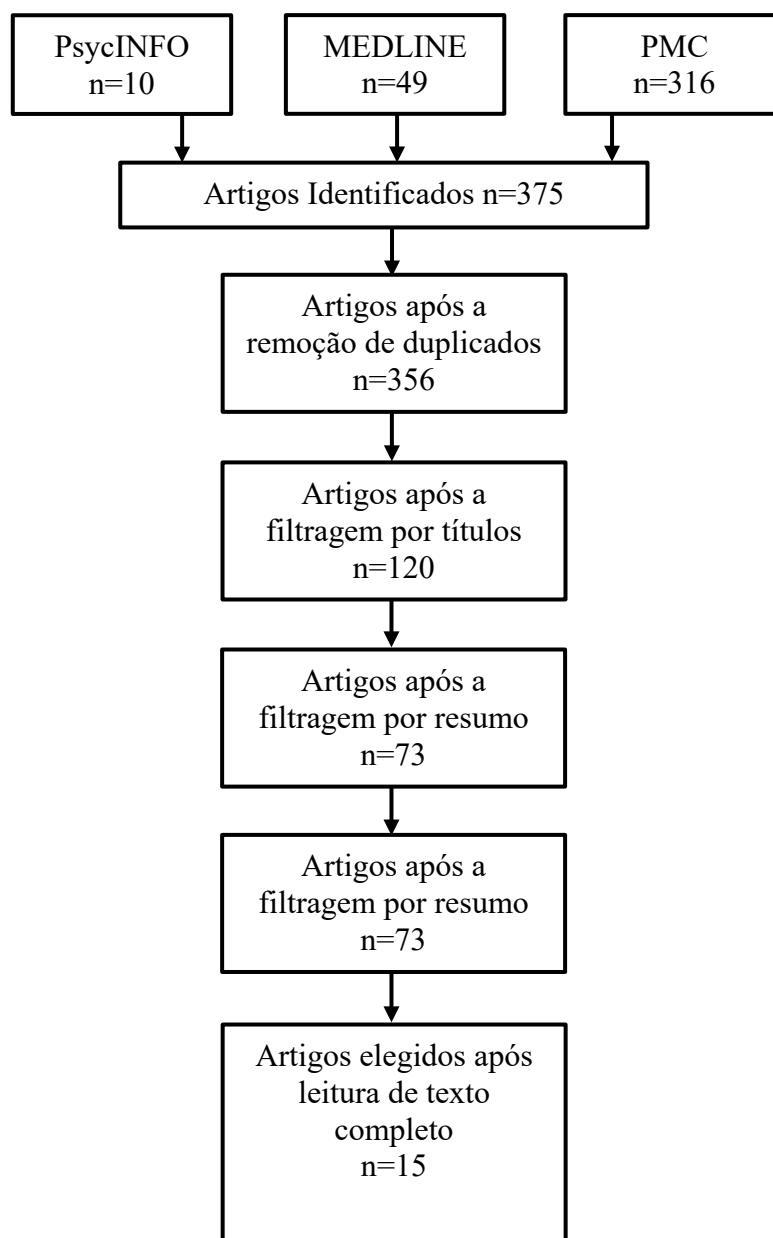 PsycINFO
n=10
MEDLINE
n=49
PMC
n=316
Artigos Identificados n=375
Artigos após a
remoção de duplicados
n=356
Artigos após a
filtragem por títulos
n=120
Artigos após a
filtragem por resumo
n=73
Artigos após a
filtragem por resumo
n=73
Artigos elegidos após
leitura de texto
completo
n=15